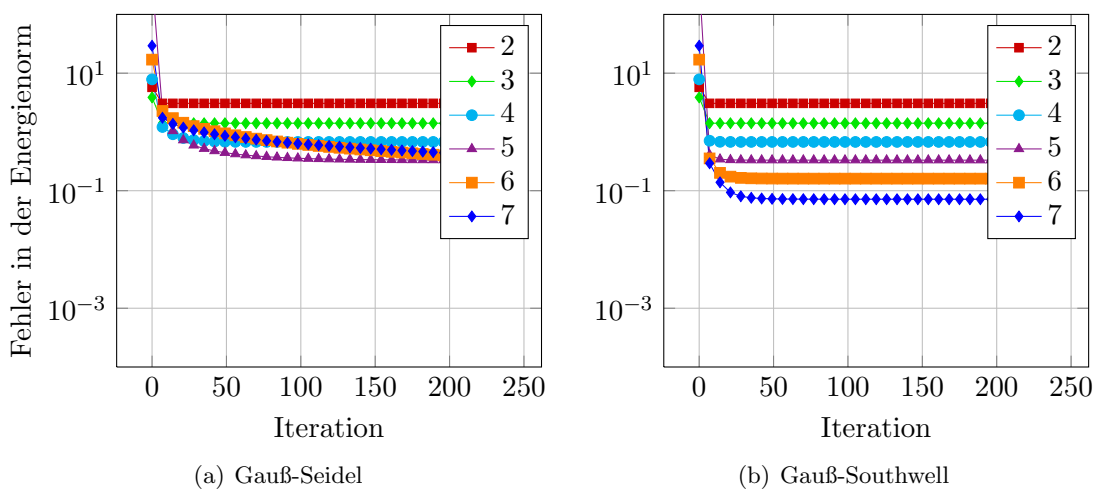 Fehler in der Energienorm
10^1
10^−1
10^−3
0 50 100 150 200 250
Iteration
2
3
4
5
6
7
(a) Gauß-Seidel
10^1
10^−1
10^−3
0 50 100 150 200 250
Iteration
2
3
4
5
6
7
(b) Gauß-Southwell